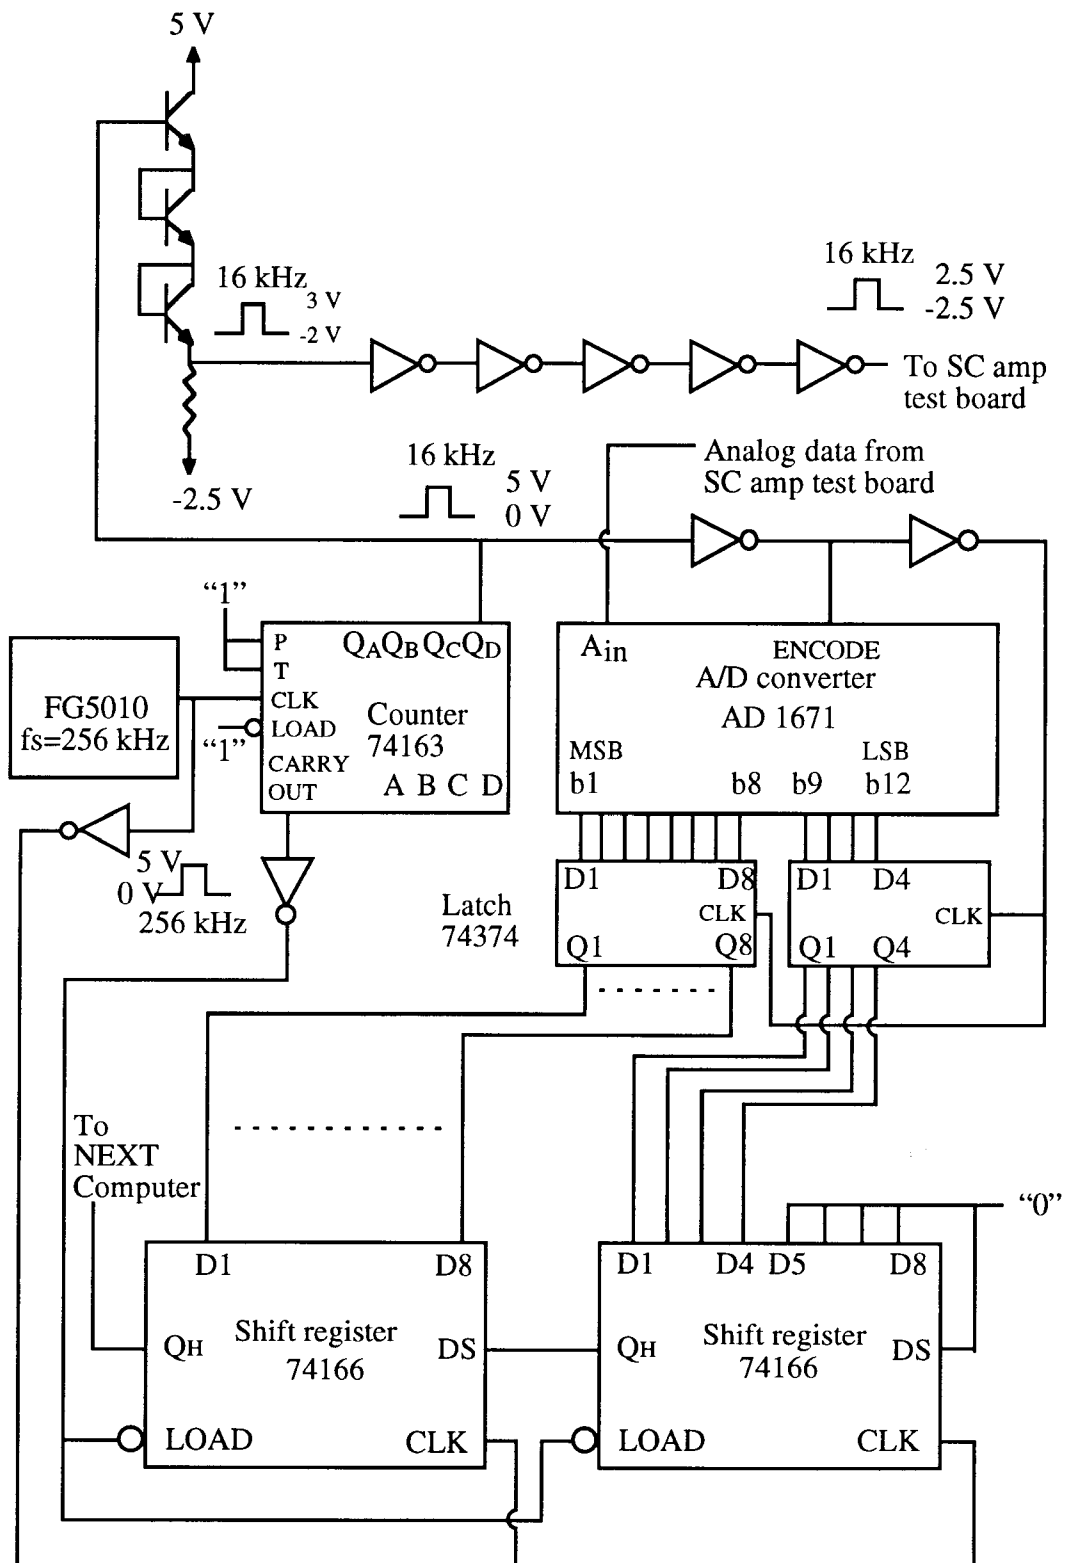 5 V
16 kHz
3 V
-2 V
16 kHz
2.5 V
-2.5 V
To SC amp
test board
-2.5 V
16 kHz
5 V
0 V
Analog data from
SC amp test board
“1”
P
T
CLK
LOAD
CARRY
OUT
QA QB QC QD
Counter
74163
A B C D
“1”
FG5010
fs=256 kHz
Ain
ENCODE
A/D converter
AD 1671
MSB
LSB
b1
b8
b9
b12
5 V
0 V
256 kHz
Latch
74374
D1
D8
CLK
Q1
Q8
D1
D4
CLK
Q1
Q4
To
NEXT
Computer
“0”
D1
D8
QH
Shift register
74166
DS
LOAD
CLK
D1
D4
D5
D8
QH
Shift register
74166
DS
LOAD
CLK